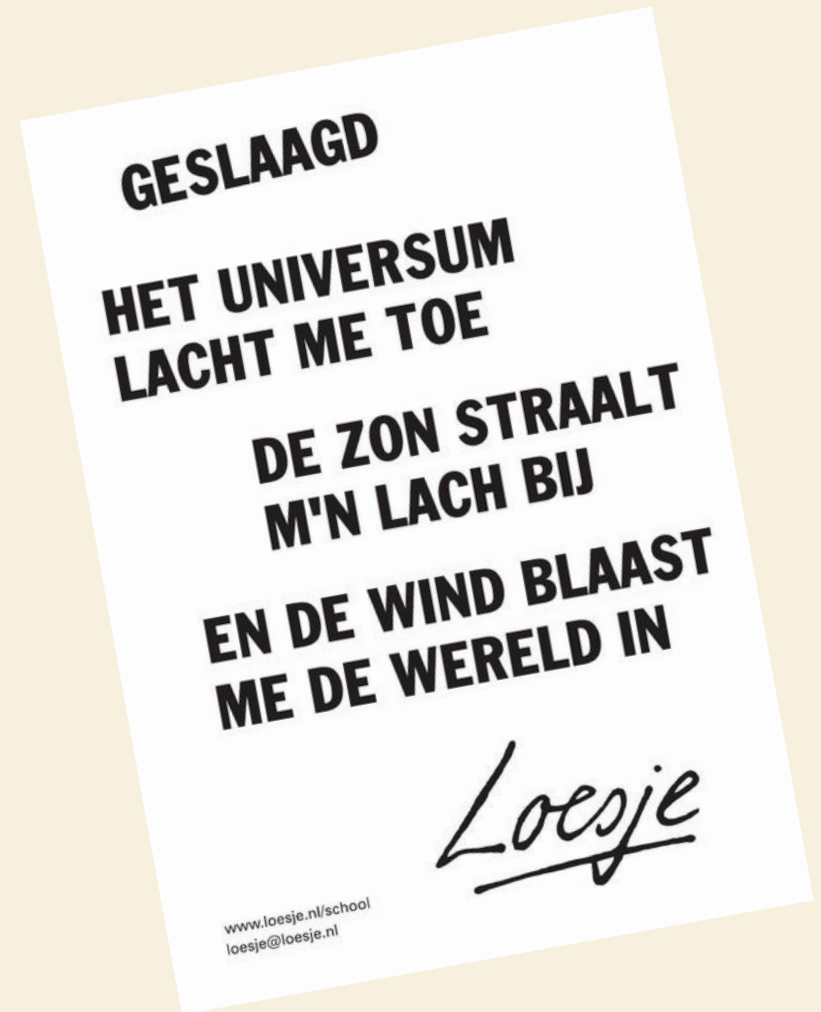 GESLAAGD
HET UNIVERSUM
LACHT ME TOE
DE ZON STRAALT
M'N LACH BIJ
EN DE WIND BLAAST
ME DE WERELD IN
Loesje
www.loesje.nl/school
loesje@loesje.nl